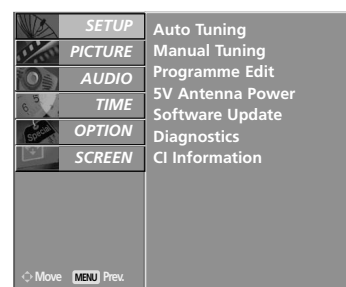 SETUP
PICTURE
AUDIO
TIME
OPTION
SCREEN
Auto Tuning
Manual Tuning
Programme Edit
5V Antenna Power
Software Update
Diagnostics
CI Information
Move MENU Prev.